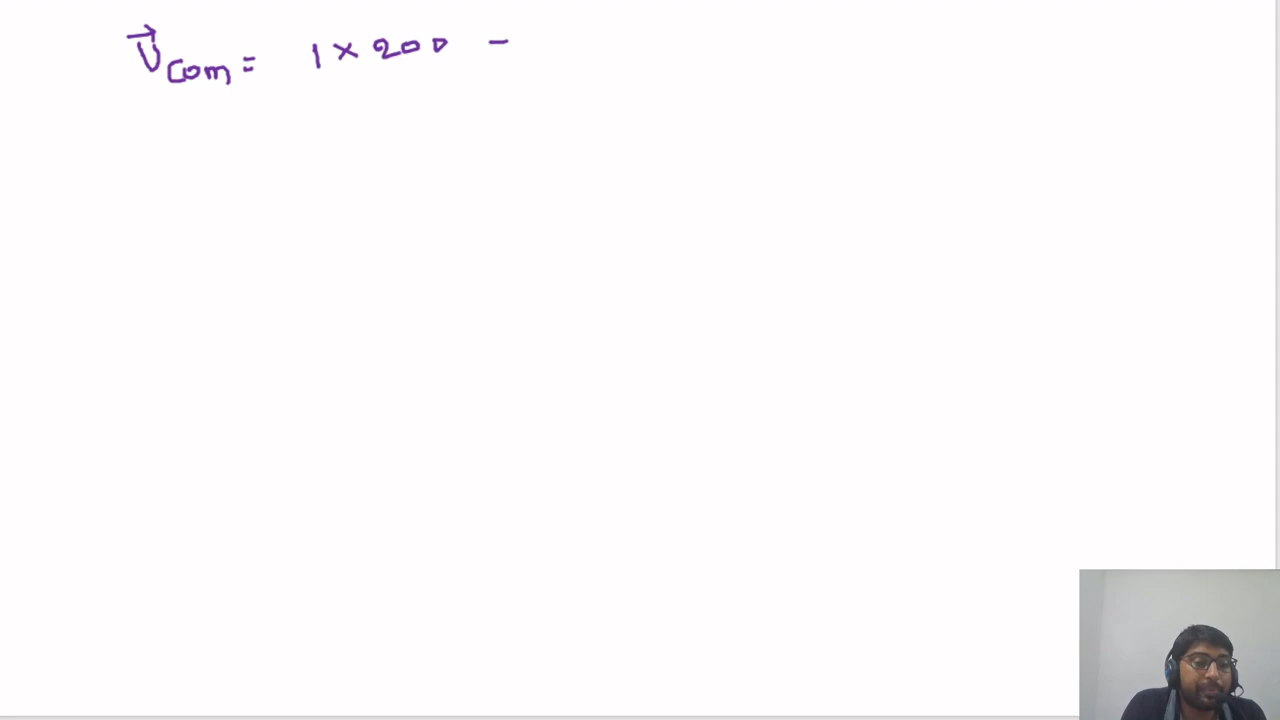 v⃗com = 1 × 200 −